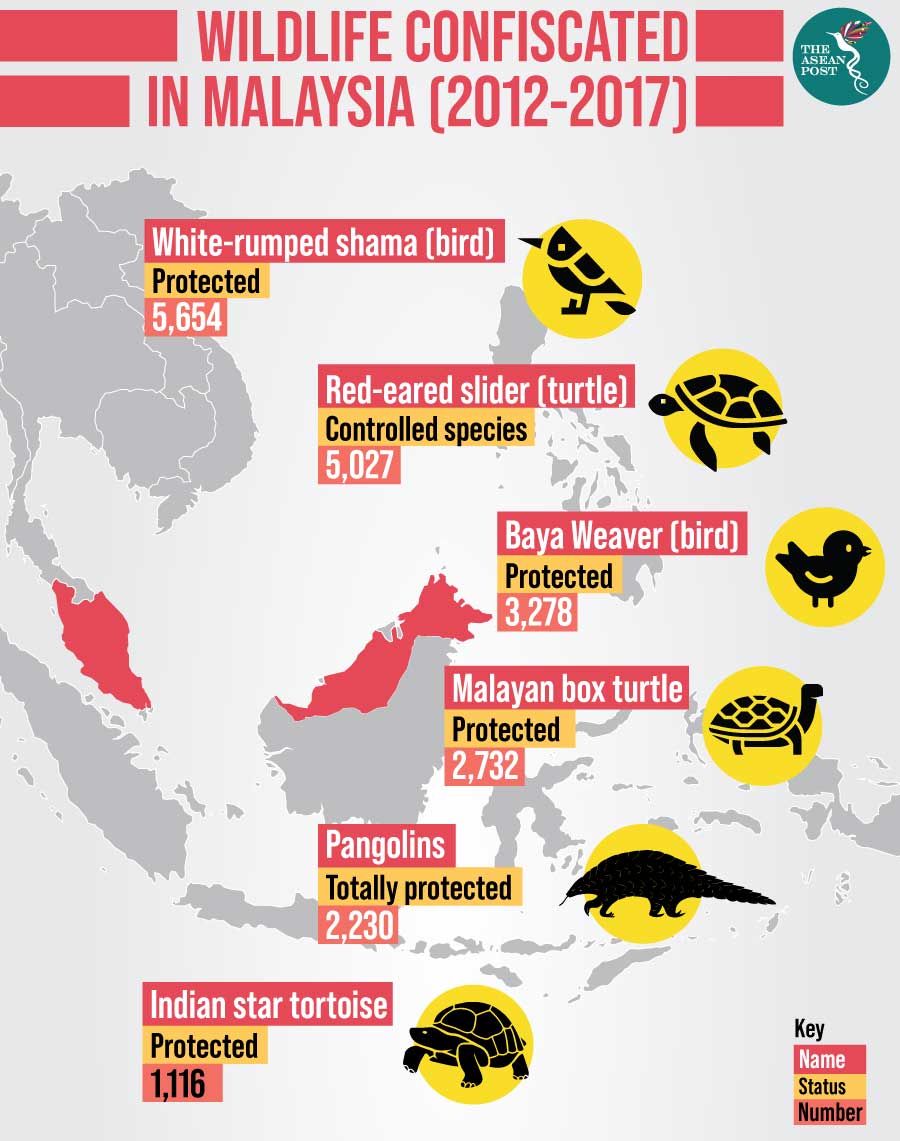 WILDLIFE CONFISCATED
IN MALAYSIA (2012-2017)
THE
ASEAN
POST
White-rumped shama (bird)
Protected
5,654
Red-eared slider (turtle)
Controlled species
5,027
Baya Weaver (bird)
Protected
3,278
Malayan box turtle
Protected
2,732
Pangolins
Totally protected
2,230
Indian star tortoise
Protected
1,116
Key
Name
Status
Number